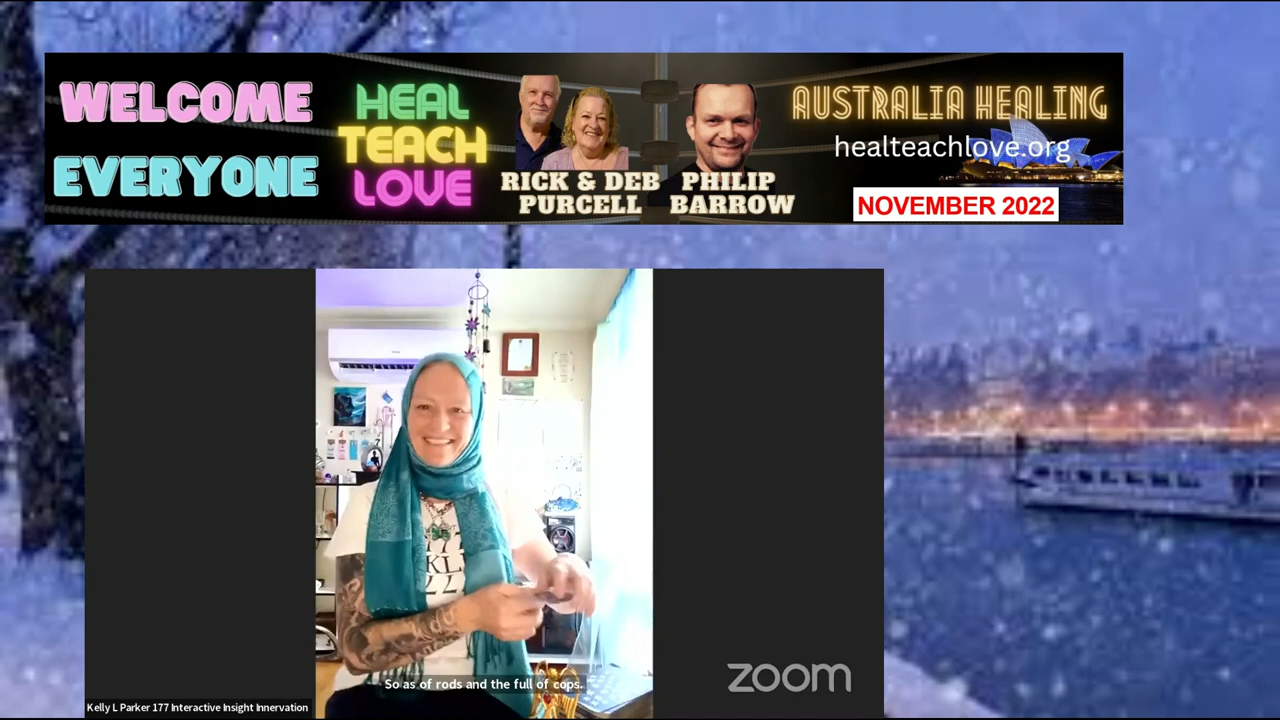 WELCOME
EVERYONE
HEAL
TEACH
LOVE
RICK & DEB
PURCELL
PHILIP
BARROW
AUSTRALIA HEALING
healteachlove.org
NOVEMBER 2022
So as of rods and the full of cops.
zoom
Kelly L Parker 177 Interactive Insight Innervation